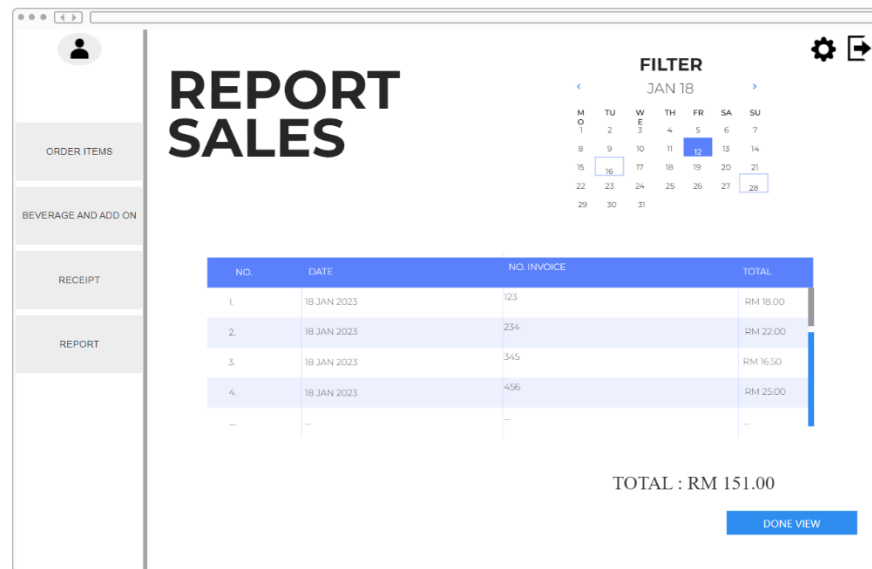 REPORT
SALES
FILTER
JAN 18
MO TU WE TH FR SA SU
1 2 3 4 5 6 7
8 9 10 11 12 13 14
15 16 17 18 19 20 21
22 23 24 25 26 27 28
29 30 31
ORDER ITEMS
BEVERAGE AND ADD ON
RECEIPT
REPORT
NO. DATE NO. INVOICE TOTAL
1. 18 JAN 2023 123 RM 18.00
2. 18 JAN 2023 234 RM 22.00
3. 18 JAN 2023 345 RM 16.50
4. 18 JAN 2023 456 RM 25.00
... ... ... ...
TOTAL : RM 151.00
DONE VIEW